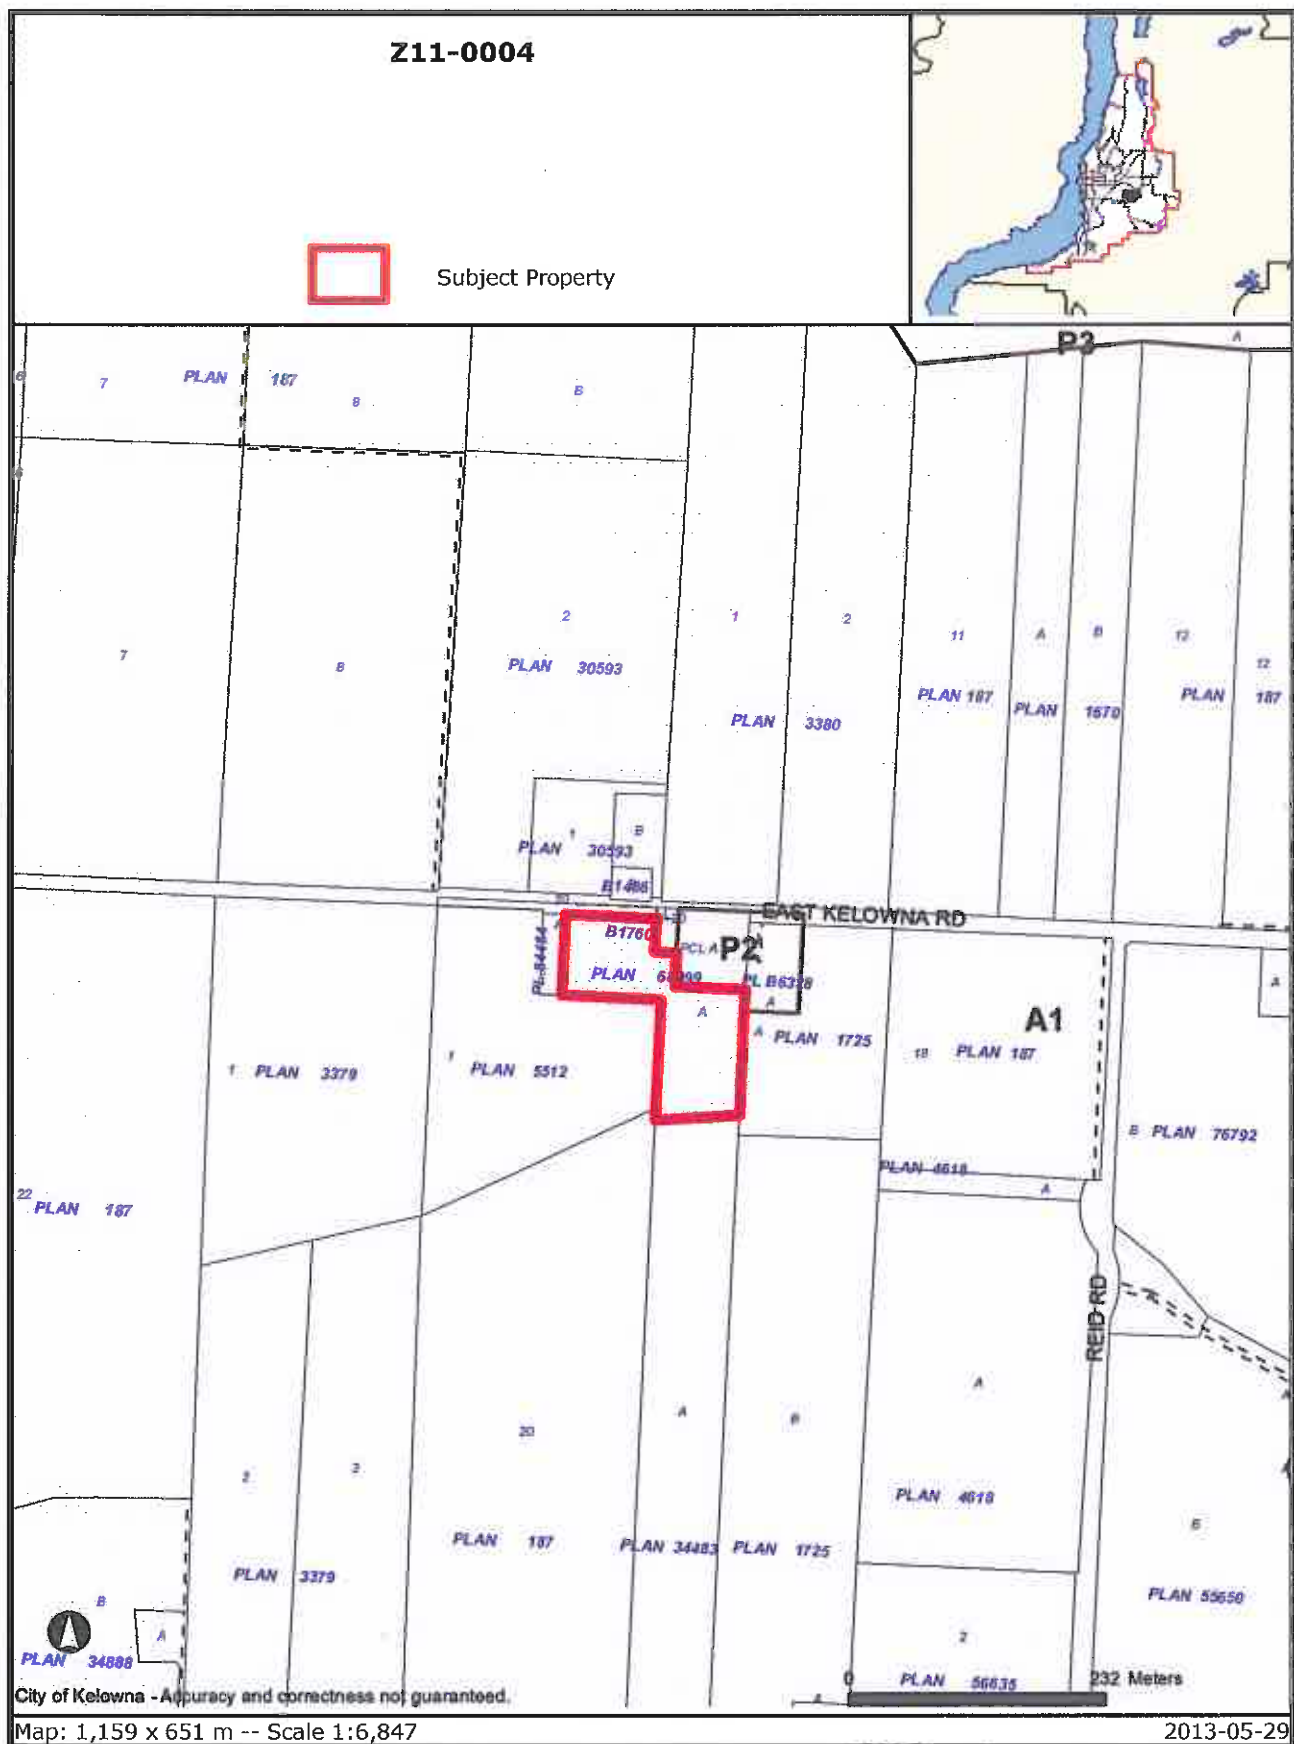 Z11-0004
Subject Property
P3
A
6
7
PLAN 187
8
B
6
7
8
2
PLAN 30593
1
2
PLAN 3380
11
PLAN 187
A
B
PLAN 1670
12
PLAN 187
12
1
B
PLAN 30593
B1486
EAST KELOWNA RD
B1760
PCL A
P2
A
PL 84484
PLAN
PL B6328
A
A
A
PLAN 1725
A1
18 PLAN 187
A
1 PLAN 3379
1
PLAN 5512
B PLAN 76792
PLAN 4618
A
22
PLAN 187
REID RD
A
A
B
20
2
2
PLAN 4618
B
PLAN 187
PLAN 34483
PLAN 1725
PLAN 3379
PLAN 55650
B
A
2
PLAN 34888
PLAN 56635
0
232 Meters
City of Kelowna - Accuracy and correctness not guaranteed.
A
Map: 1,159 x 651 m -- Scale 1:6,847
2013-05-29